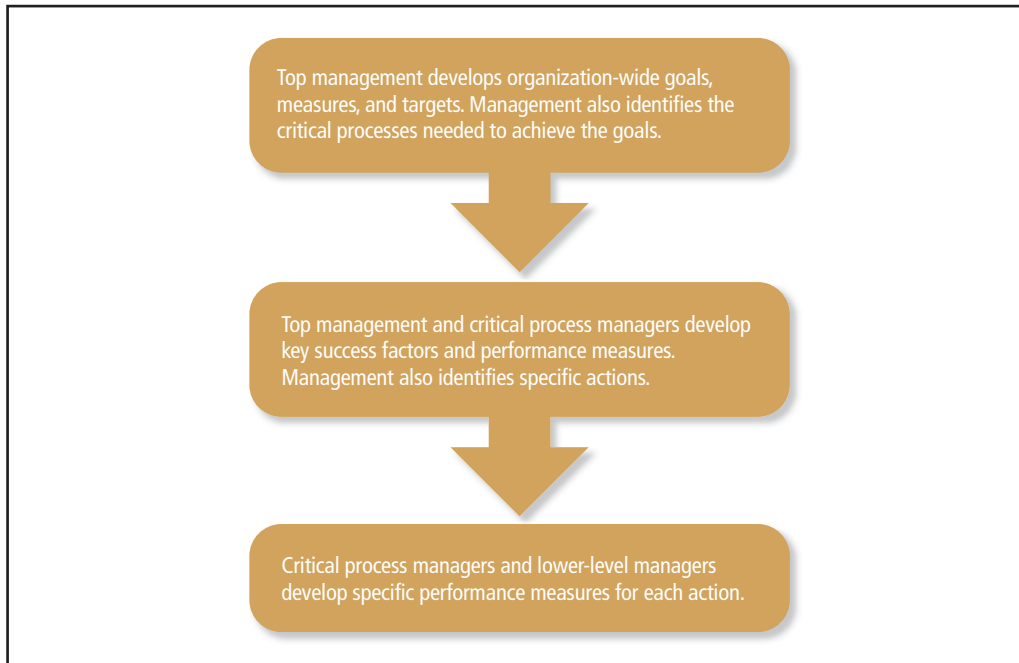 Top management develops organization-wide goals,
measures, and targets. Management also identifies the
critical processes needed to achieve the goals.
Top management and critical process managers develop
key success factors and performance measures.
Management also identifies specific actions.
Critical process managers and lower-level managers
develop specific performance measures for each action.